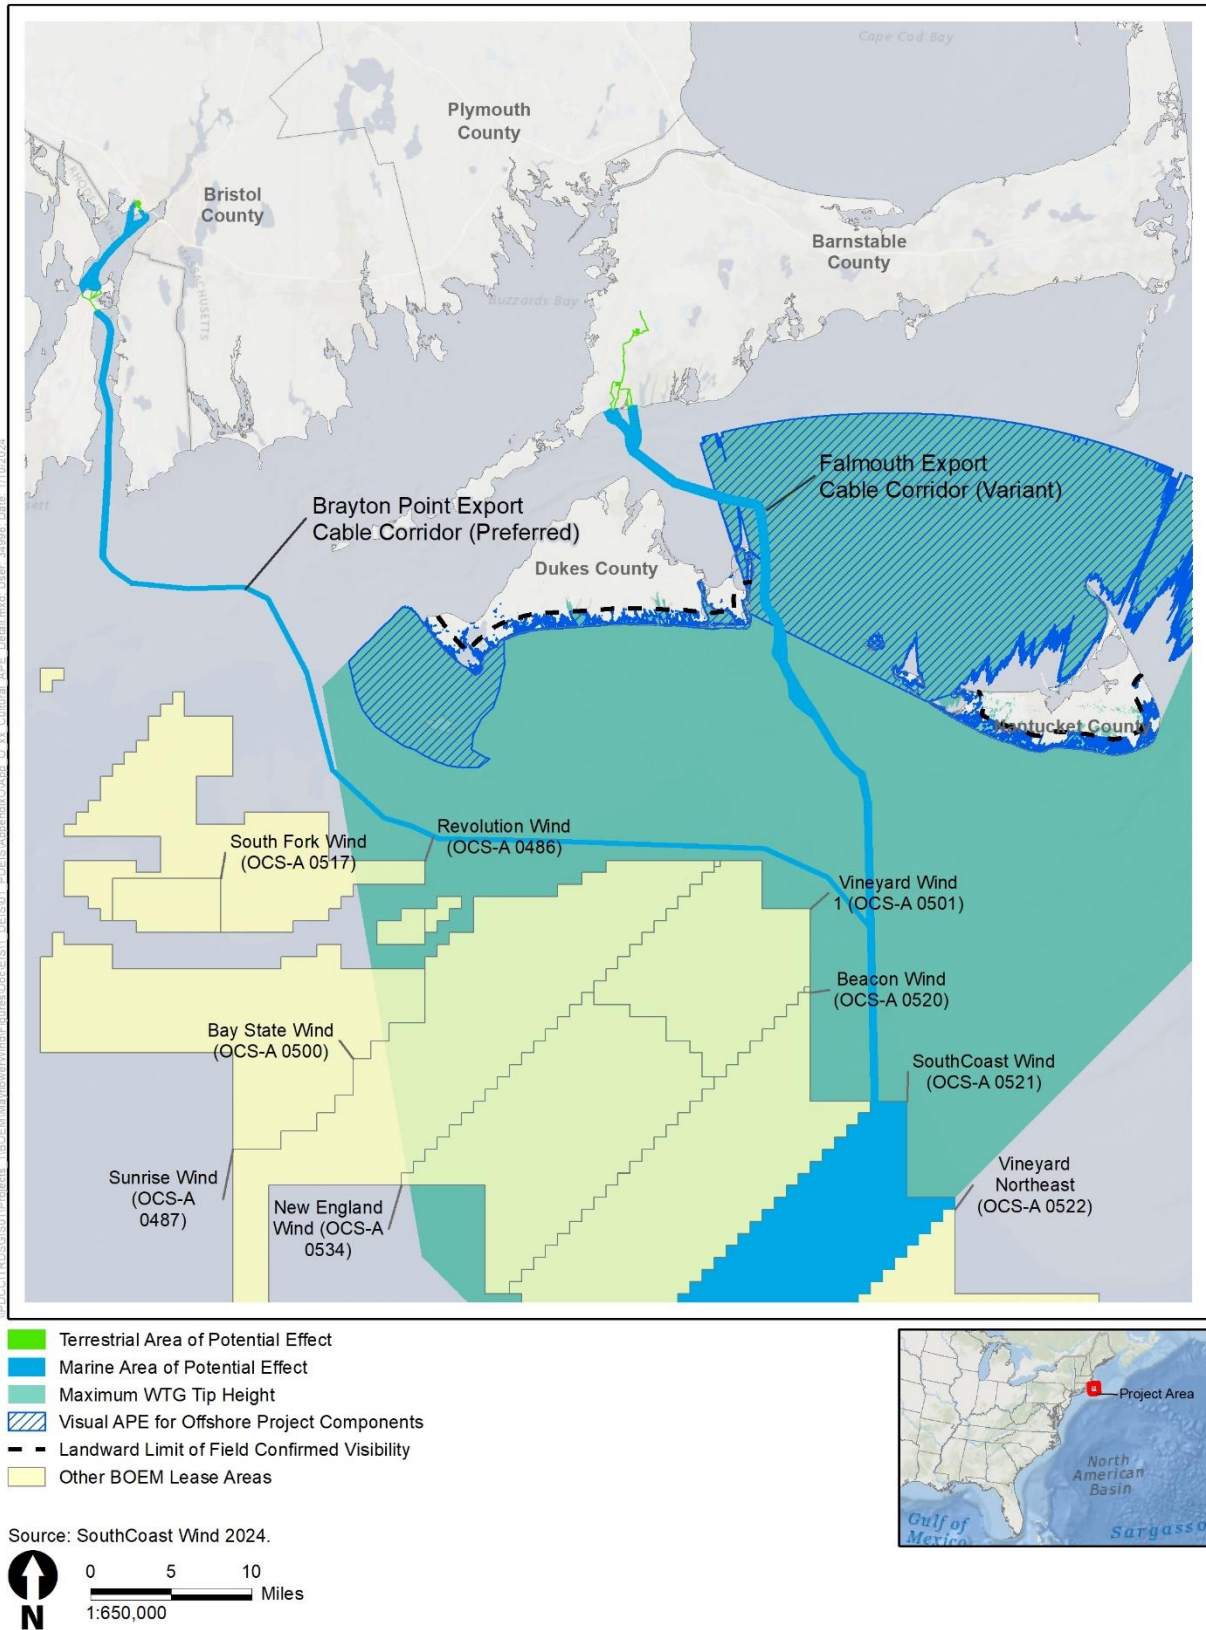 Cape Cod Bay
Plymouth
County
Bristol
County
MASSACHUSETTS
Barnstable
County
Buzzards Bay
Falmouth Export
Cable Corridor (Variant)
Brayton Point Export
Cable Corridor (Preferred)
Dukes County
Nantucket County
South Fork Wind
(OCS-A 0517)
Revolution Wind
(OCS-A 0486)
Vineyard Wind
1 (OCS-A 0501)
Beacon Wind
(OCS-A 0520)
Bay State Wind
(OCS-A 0500)
SouthCoast Wind
(OCS-A 0521)
Sunrise Wind
(OCS-A
0487)
New England
Wind (OCS-A
0534)
Vineyard
Northeast
(OCS-A 0522)
Terrestrial Area of Potential Effect
Marine Area of Potential Effect
Maximum WTG Tip Height
Visual APE for Offshore Project Components
Landward Limit of Field Confirmed Visibility
Other BOEM Lease Areas
Source: SouthCoast Wind 2024.
N
0 5 10
Miles
1:650,000
Project Area
North
American
Basin
Gulf of
Mexico
Sargasso